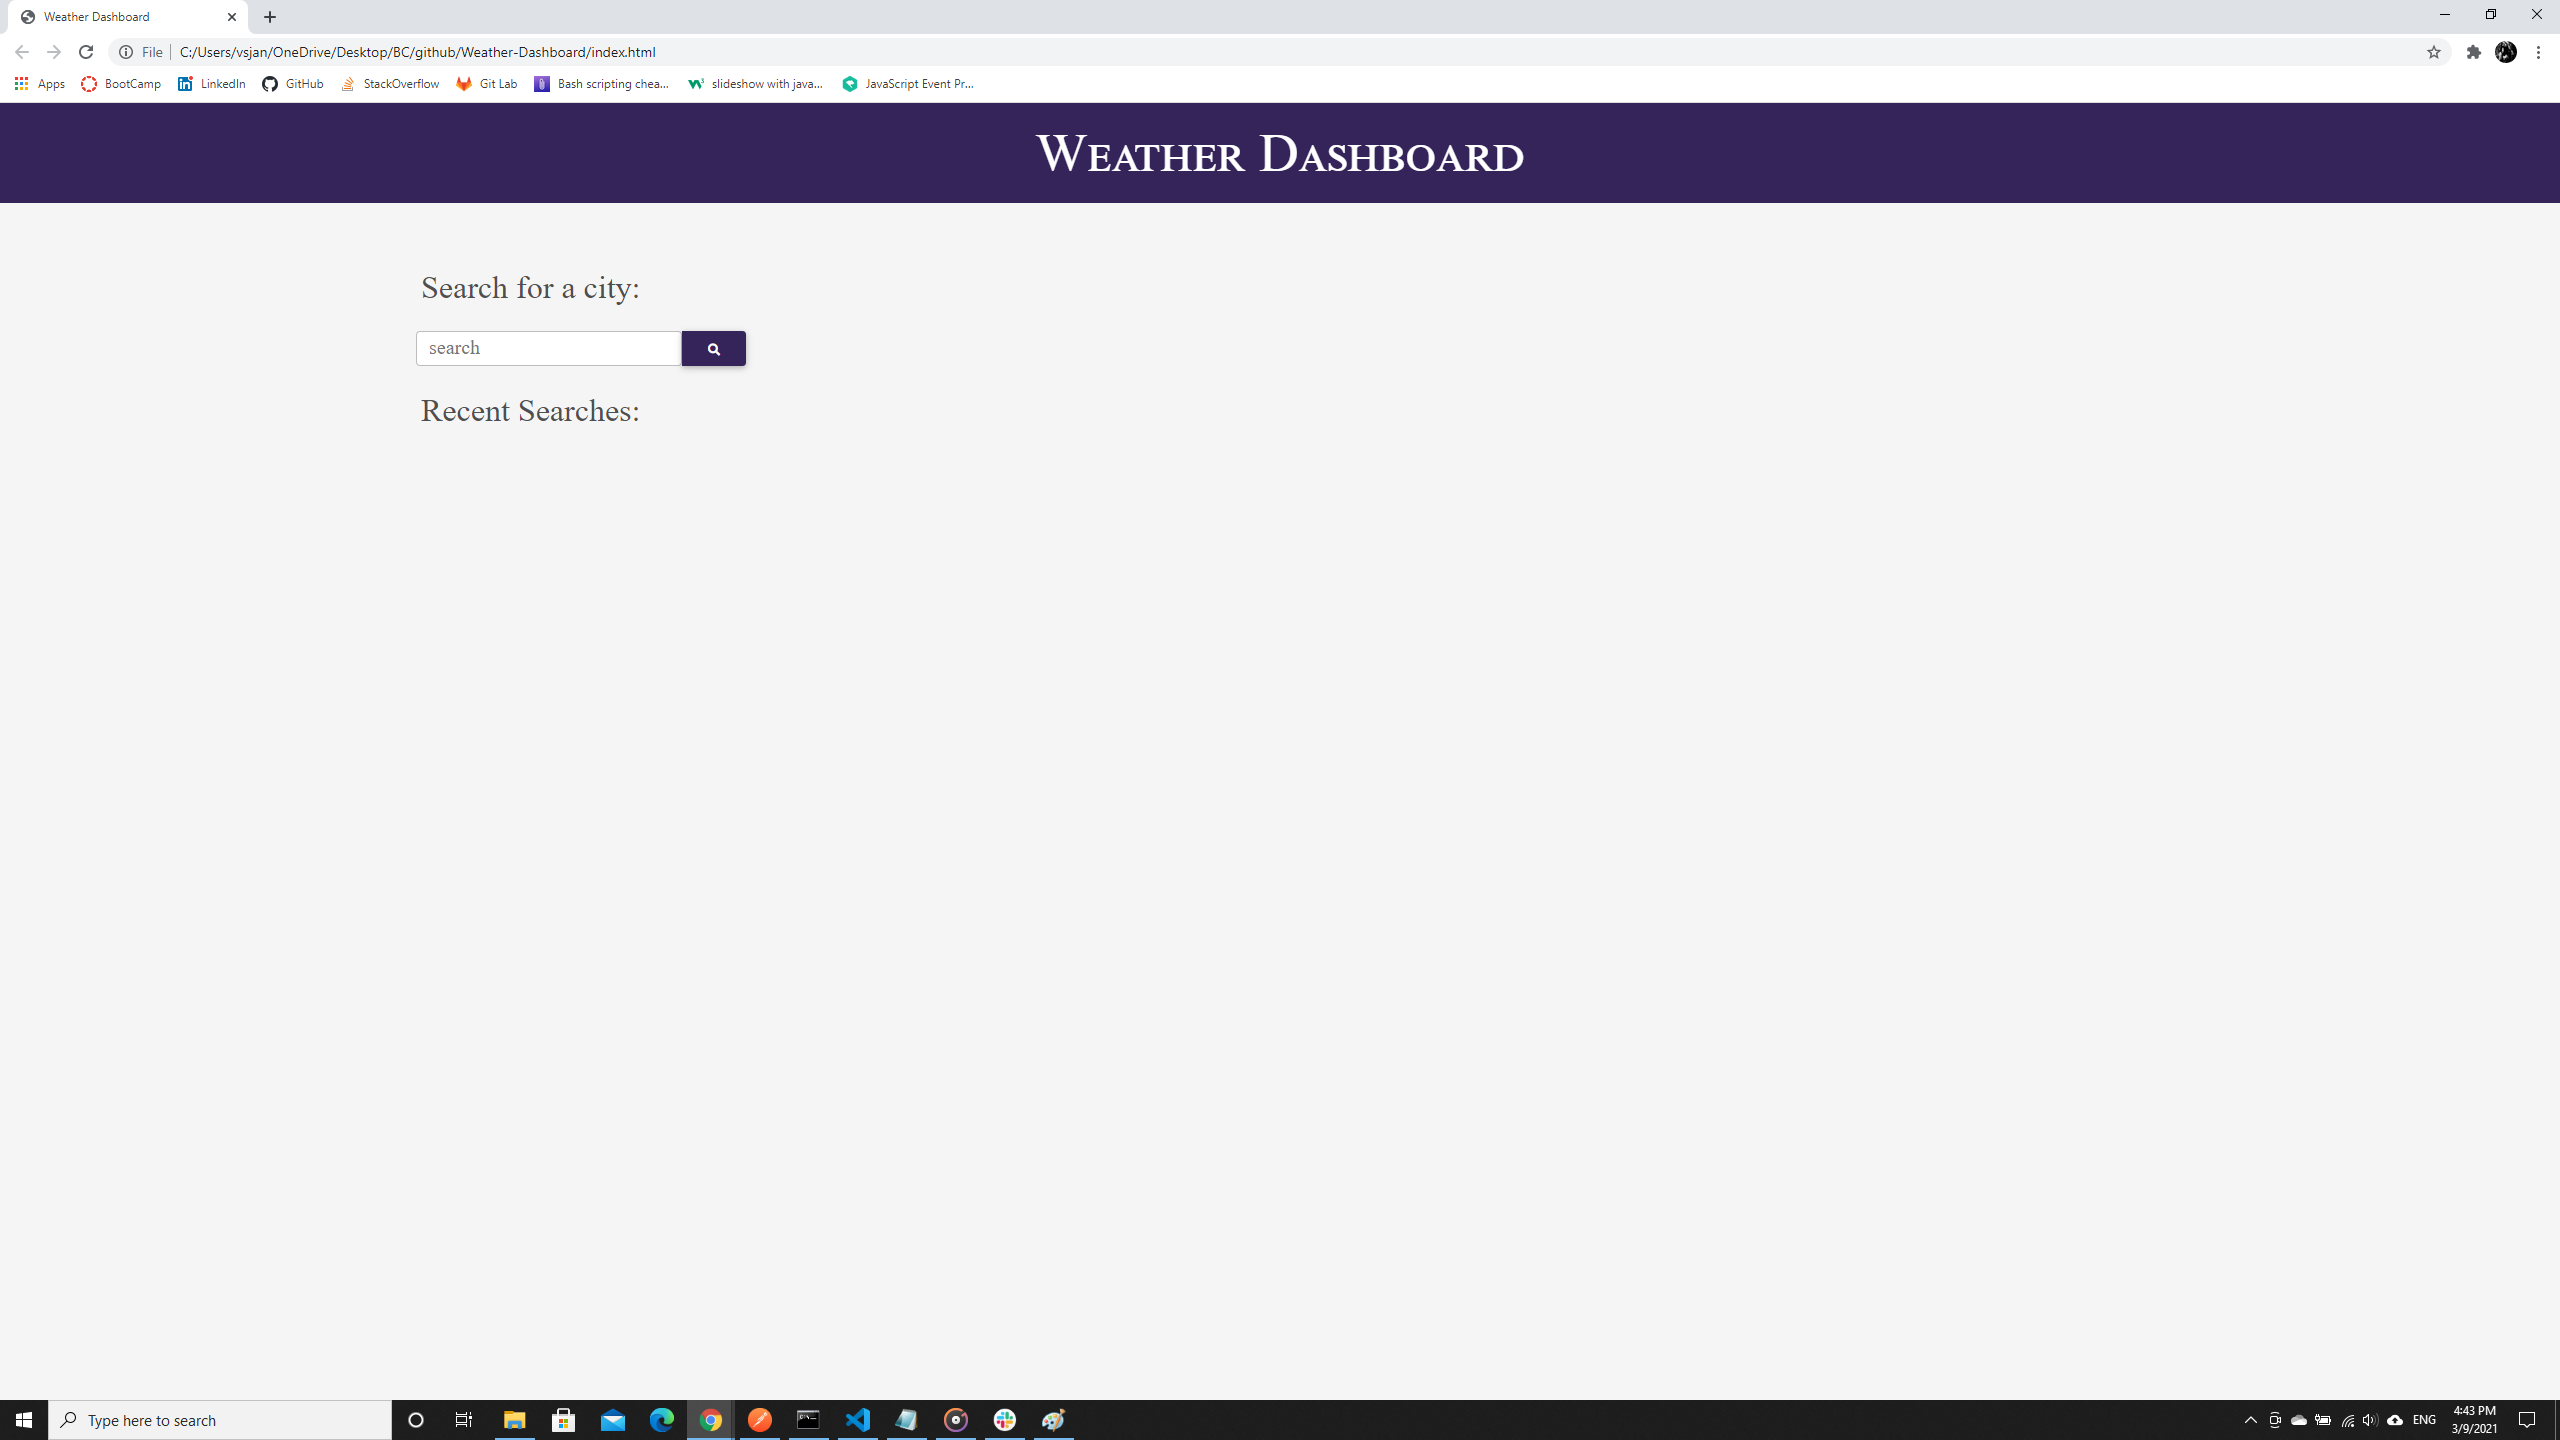 Weather Dashboard
File C:/Users/vsjan/OneDrive/Desktop/BC/github/Weather-Dashboard/index.html
Apps BootCamp LinkedIn GitHub StackOverflow Git Lab Bash scripting chea... slideshow with java... JavaScript Event Pr...
Weather Dashboard
Search for a city:
search
Recent Searches:
Type here to search
ENG
4:43 PM
3/9/2021